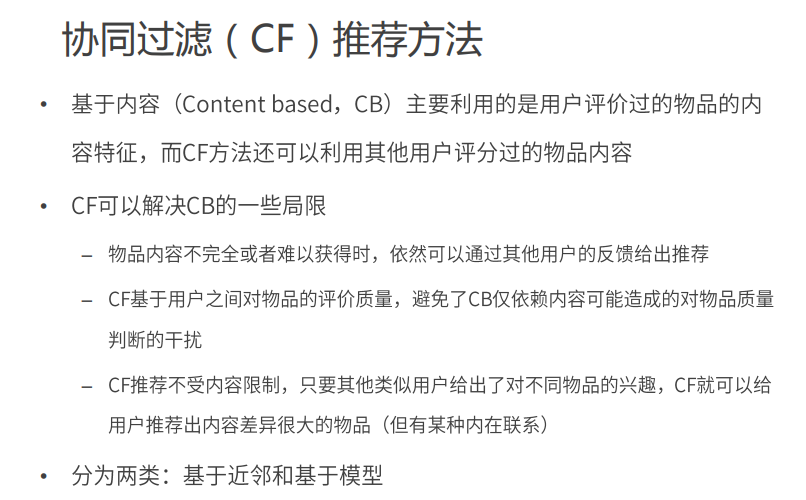 协同过滤（CF）推荐方法
• 基于内容（Content based，CB）主要利用的是用户评价过的物品的内
容特征，而CF方法还可以利用其他用户评分过的物品内容
• CF可以解决CB的一些局限
– 物品内容不完全或者难以获得时，依然可以通过其他用户的反馈给出推荐
– CF基于用户之间对物品的评价质量，避免了CB仅依赖内容可能造成的对物品质量
判断的干扰
– CF推荐不受内容限制，只要其他类似用户给出了对不同物品的兴趣，CF就可以给
用户推荐出内容差异很大的物品（但有某种内在联系）
• 分为两类：基于近邻和基于模型